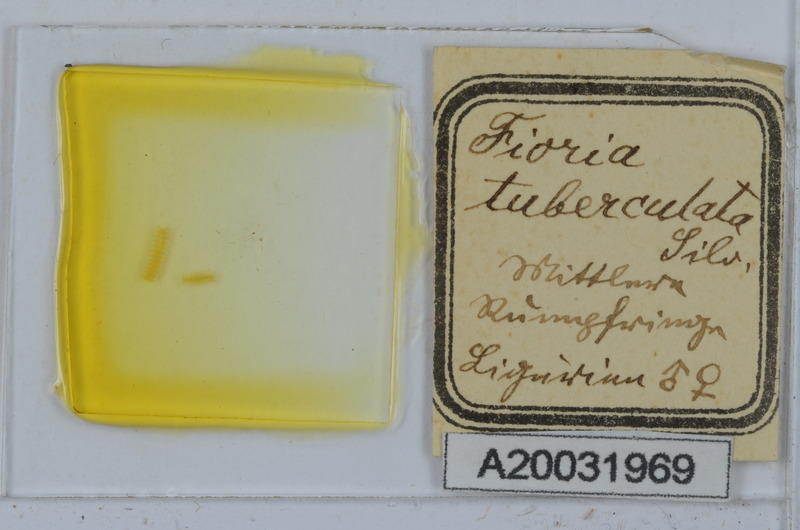 Fioria
tuberculata
Silv.
Mittlere
Rumpfringe
Ligurien ♂ ♀
A20031969